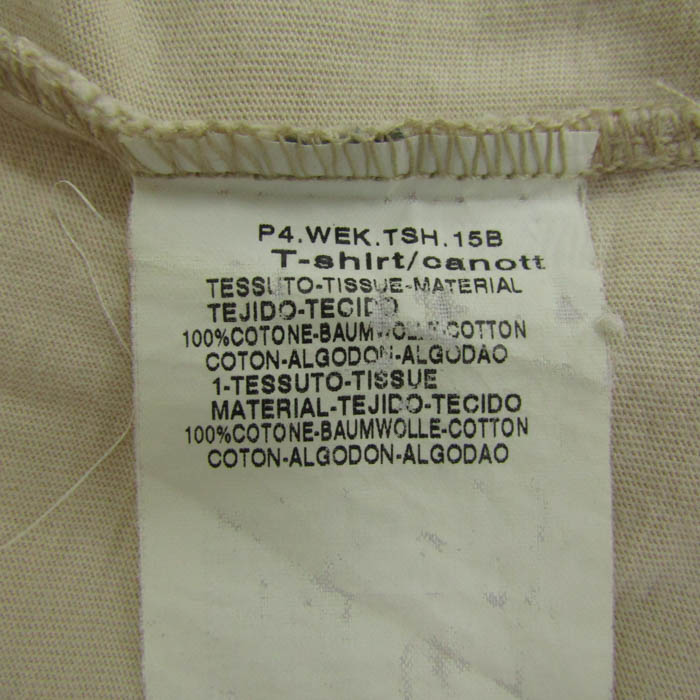 P4.WEK.TSH.15B
T-shirt/canott
TESSUTO-TISSUE-MATERIAL
TEJIDO-TECIDO
100%COTONE-BAUMWOLLE-COTTON
COTON-ALGODON-ALGODAO
1-TESSUTO-TISSUE
MATERIAL-TEJIDO-TECIDO
100%COTONE-BAUMWOLLE-COTTON
COTON-ALGODON-ALGODAO